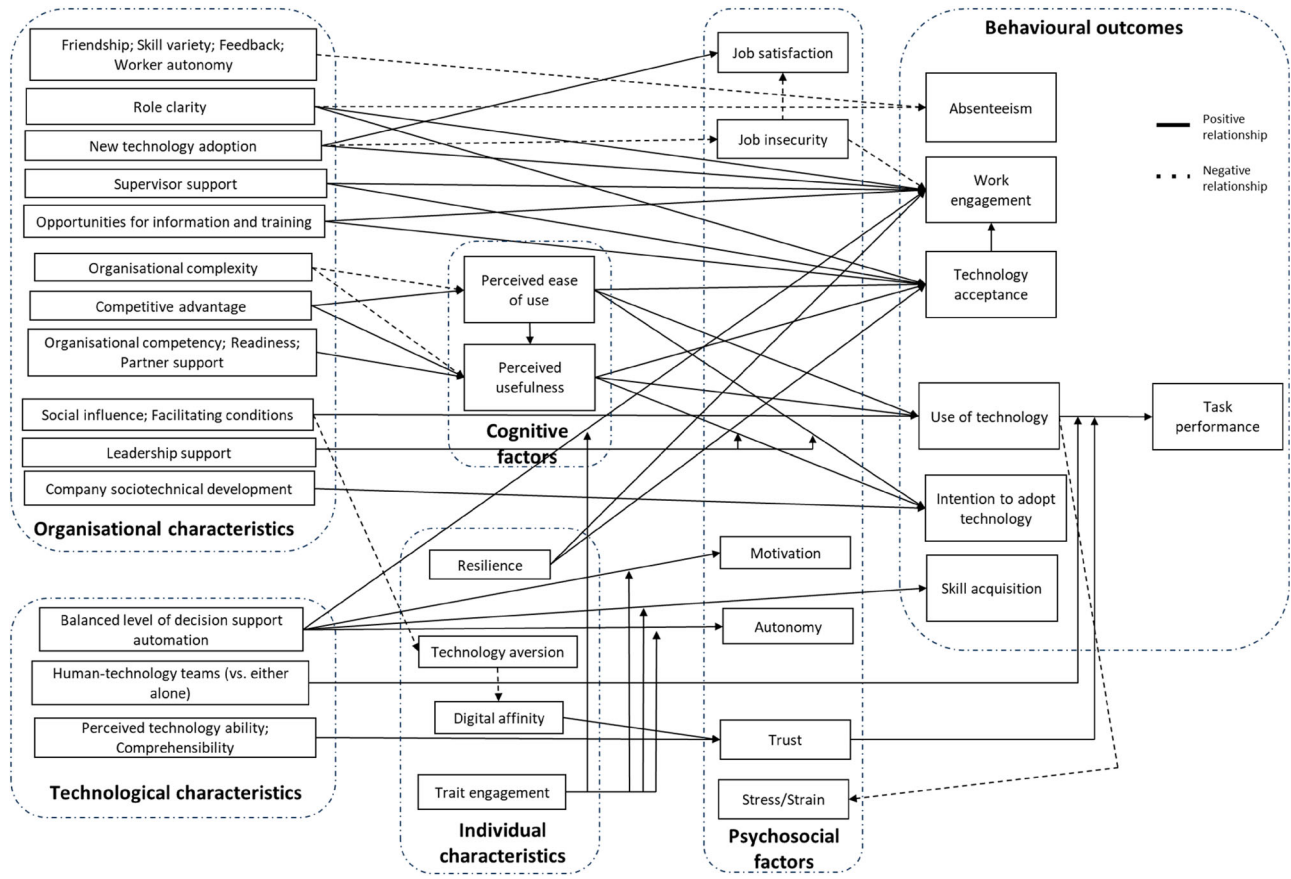 Friendship; Skill variety; Feedback;
Worker autonomy
Role clarity
New technology adoption
Supervisor support
Opportunities for information and training
Organisational complexity
Competitive advantage
Organisational competency; Readiness;
Partner support
Social influence; Facilitating conditions
Leadership support
Company sociotechnical development
Organisational characteristics
Balanced level of decision support
automation
Human-technology teams (vs. either
alone)
Perceived technology ability;
Comprehensibility
Technological characteristics
Perceived ease
of use
Perceived
usefulness
Cognitive
factors
Resilience
Technology aversion
Digital affinity
Trait engagement
Individual
characteristics
Job satisfaction
Job insecurity
Motivation
Autonomy
Trust
Stress/Strain
Psychosocial
factors
Behavioural outcomes
Absenteeism
Work
engagement
Technology
acceptance
Use of technology
Task
performance
Intention to adopt
technology
Skill acquisition
Positive
relationship
Negative
relationship